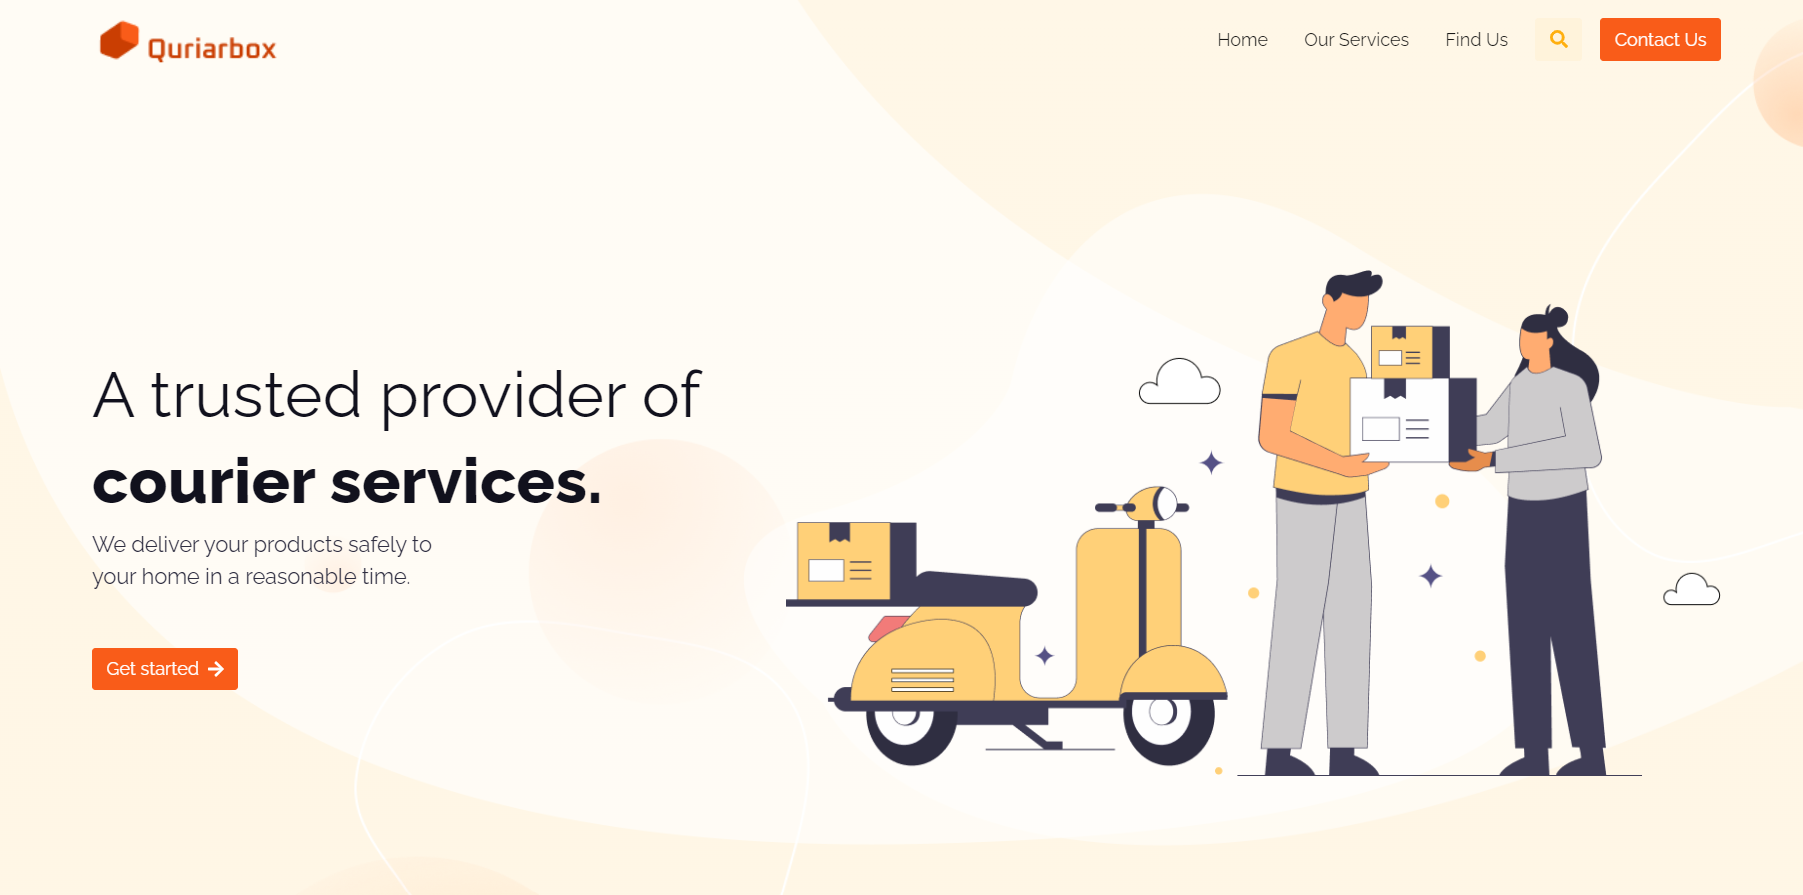 Quriarbox
Home
Our Services
Find Us
Contact Us
A trusted provider of
courier services.
We deliver your products safely to
your home in a reasonable time.
Get started